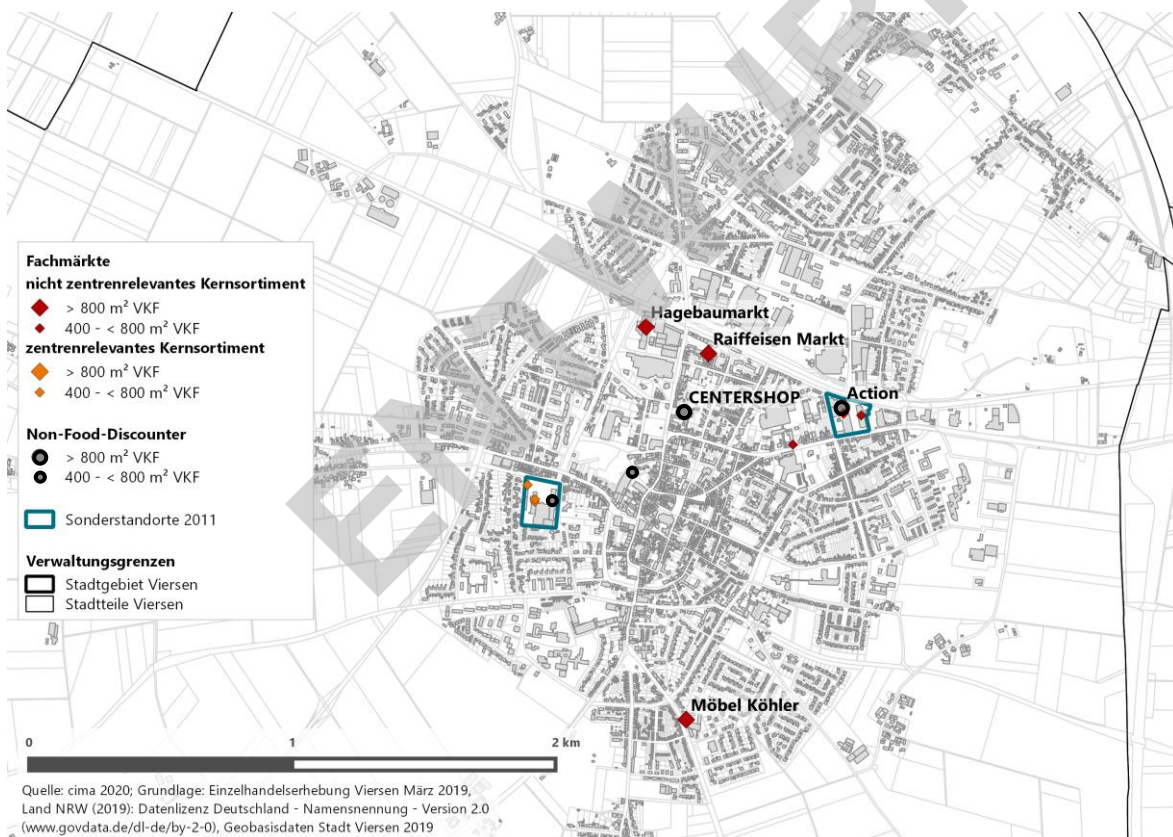 ENTWURF
Hagebaumarkt
Raiffeisen Markt
CENTERSHOP
Action
Möbel Köhler
Fachmärkte
nicht zentrenrelevantes Kernsortiment
> 800 m² VKF
400 - < 800 m² VKF
zentrenrelevantes Kernsortiment
> 800 m² VKF
400 - < 800 m² VKF
Non-Food-Discounter
> 800 m² VKF
400 - < 800 m² VKF
Sonderstandorte 2011
Verwaltungsgrenzen
Stadtgebiet Viersen
Stadtteile Viersen
0 1 2 km
Quelle: cima 2020; Grundlage: Einzelhandelserhebung Viersen März 2019,
Land NRW (2019): Datenlizenz Deutschland - Namensnennung - Version 2.0
(www.govdata.de/dl-de/by-2-0), Geobasisdaten Stadt Viersen 2019